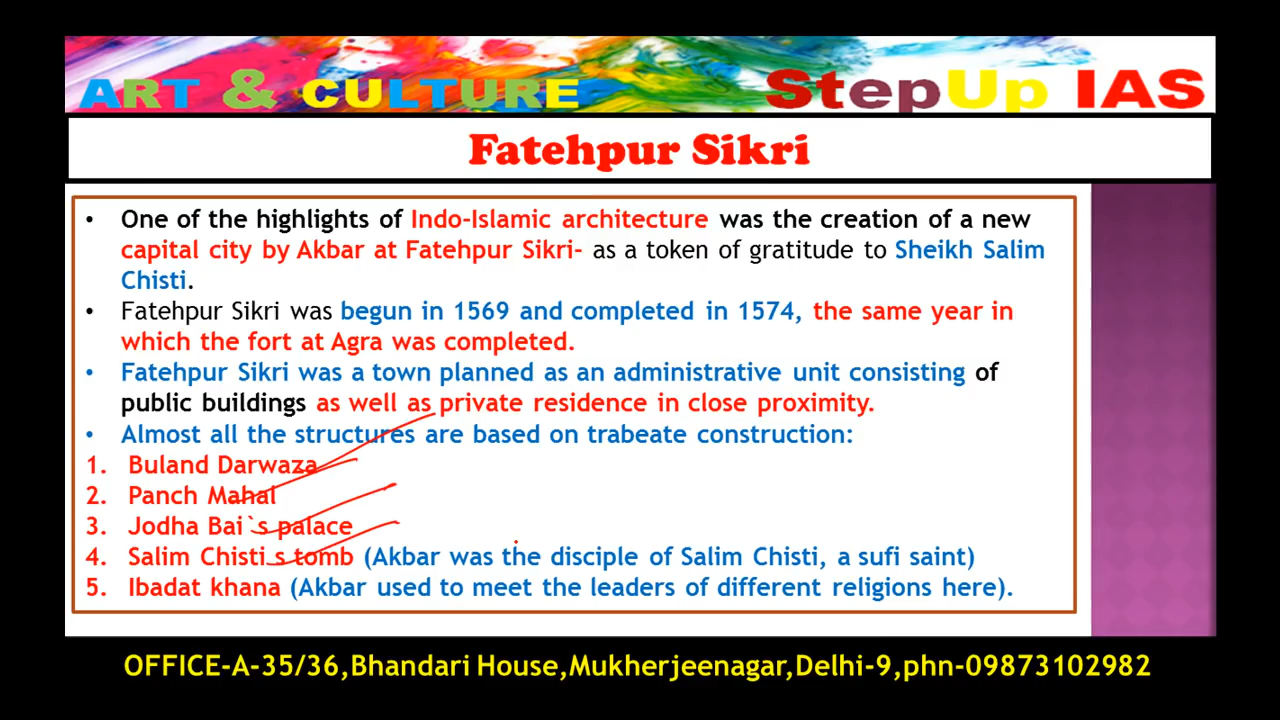 ART & CULTURE StepUp IAS
Fatehpur Sikri
• One of the highlights of Indo-Islamic architecture was the creation of a new
capital city by Akbar at Fatehpur Sikri- as a token of gratitude to Sheikh Salim
Chisti.
• Fatehpur Sikri was begun in 1569 and completed in 1574, the same year in
which the fort at Agra was completed.
• Fatehpur Sikri was a town planned as an administrative unit consisting of
public buildings as well as private residence in close proximity.
• Almost all the structures are based on trabeate construction:
1. Buland Darwaza
2. Panch Mahal
3. Jodha Bai`s palace
4. Salim Chisti s tomb (Akbar was the disciple of Salim Chisti, a sufi saint)
5. Ibadat khana (Akbar used to meet the leaders of different religions here).
OFFICE-A-35/36,Bhandari House,Mukherjeenagar,Delhi-9,phn-09873102982